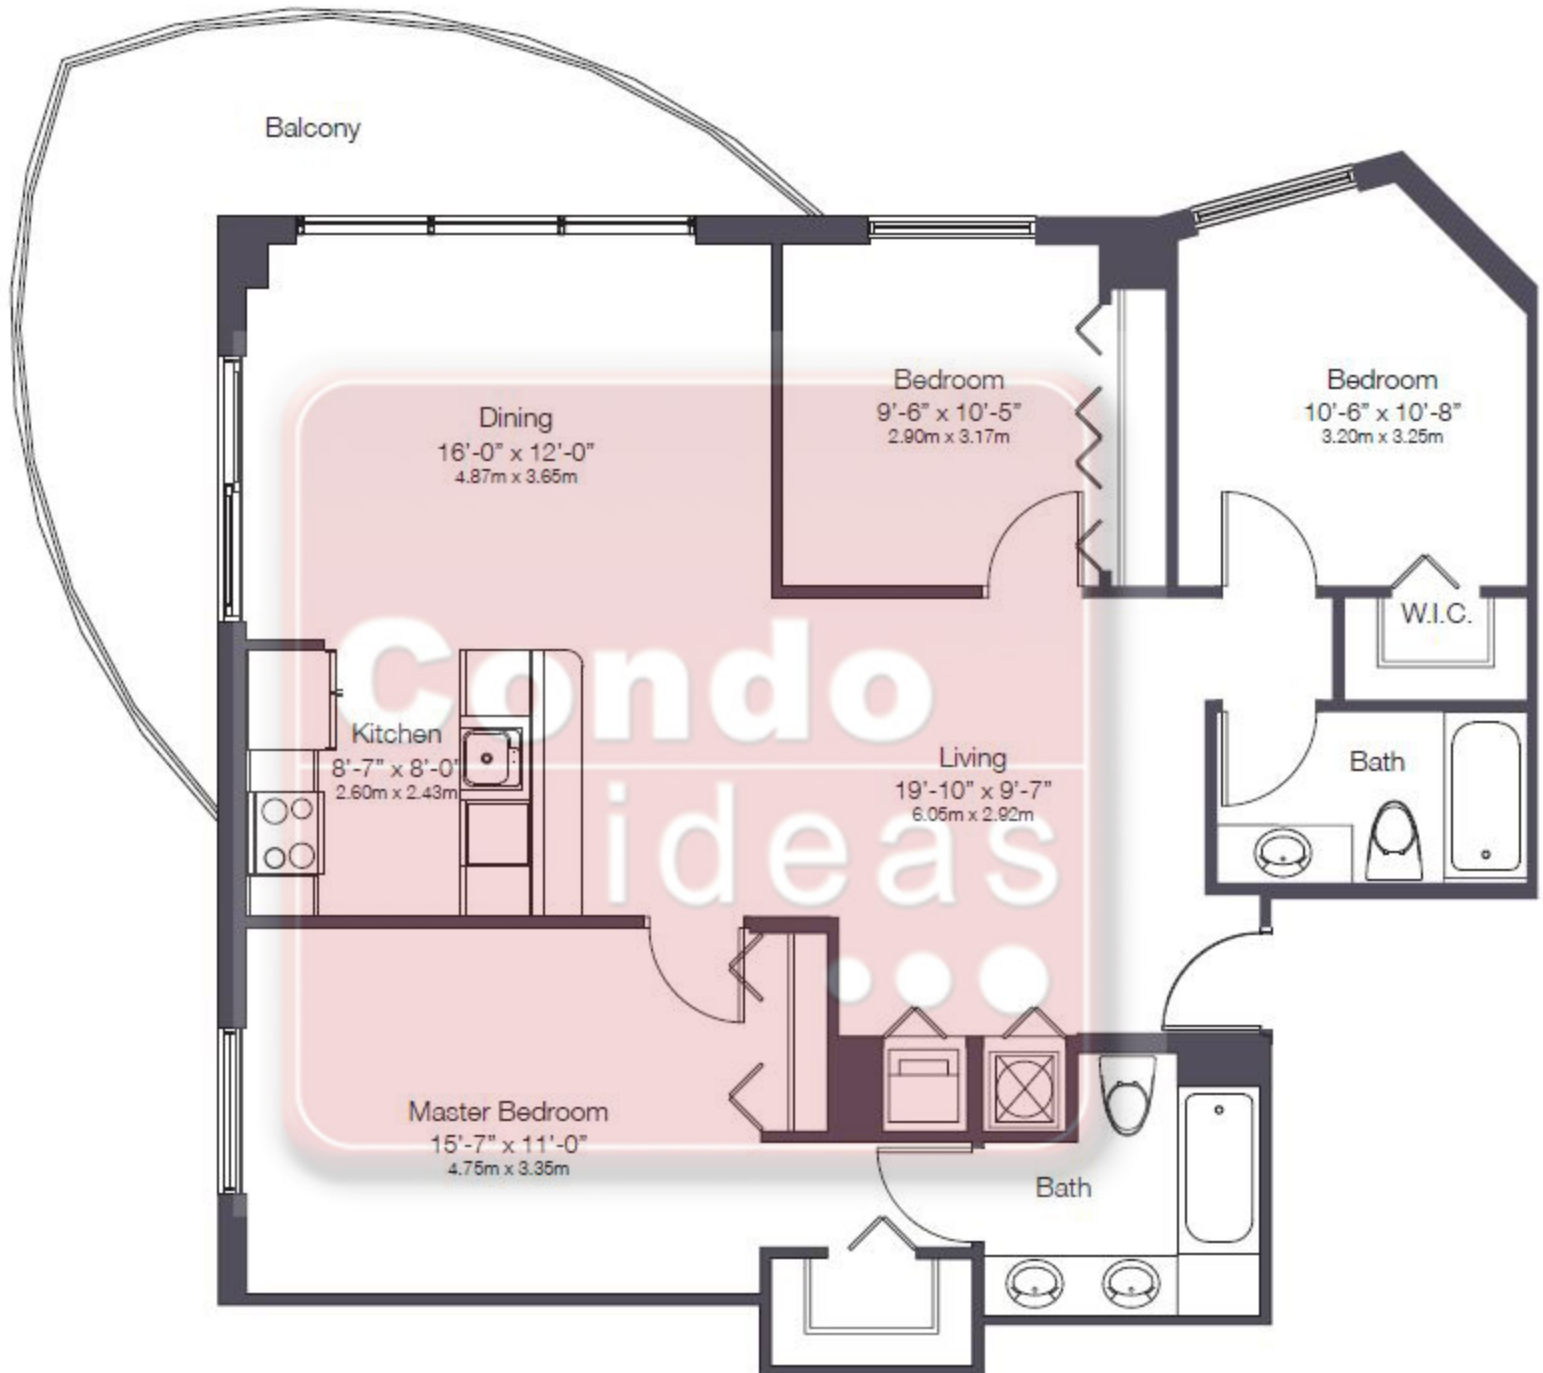 Balcony
Dining
16'-0" x 12'-0"
4.87m x 3.65m
Bedroom
9'-6" x 10'-5"
2.90m x 3.17m
Bedroom
10'-6" x 10'-8"
3.20m x 3.25m
W.I.C.
Condo
ideas
Kitchen
8'-7" x 8'-0"
2.60m x 2.43m
Living
19'-10" x 9'-7"
6.05m x 2.92m
Bath
Master Bedroom
15'-7" x 11'-0"
4.75m x 3.35m
Bath